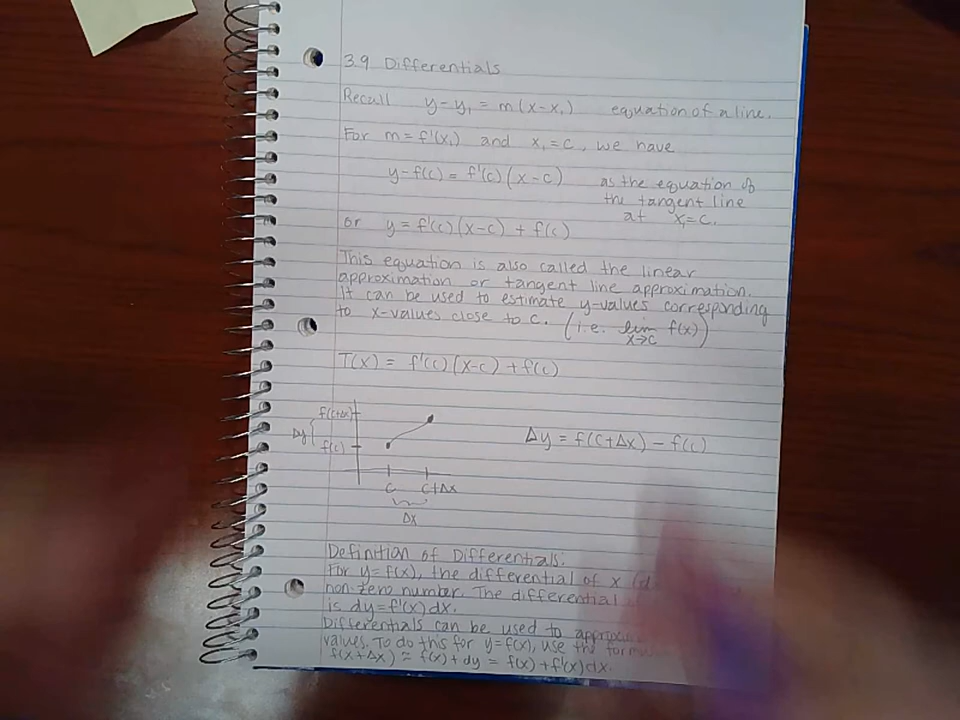 3.9 Differentials
Recall y-y₁ = m(x-x₁) equation of a line.
For m = f'(x₁) and x₁=c, we have
y-f(c) = f'(c)(x-c) as the equation of
the tangent line
at x=c.
or y = f'(c)(x-c) + f(c)
This equation is also called the linear
approximation or tangent line approximation.
It can be used to estimate y-values corresponding
to x-values close to c. (i.e. lim f(x))
x→c
T(x) = f'(c)(x-c) + f(c)
f(c+Δx)
Δy { Δy = f(c+Δx) - f(c)
f(c)
c c+Δx
Δx
Definition of Differentials:
For y=f(x), the differential of x (d
non-zero number. The differential
is dy=f'(x)dx.
Differentials can be used to
values. To do this for y=f(x), use the
f(x+Δx) ≈ f(x) + dy = f(x) + f'(x)dx.